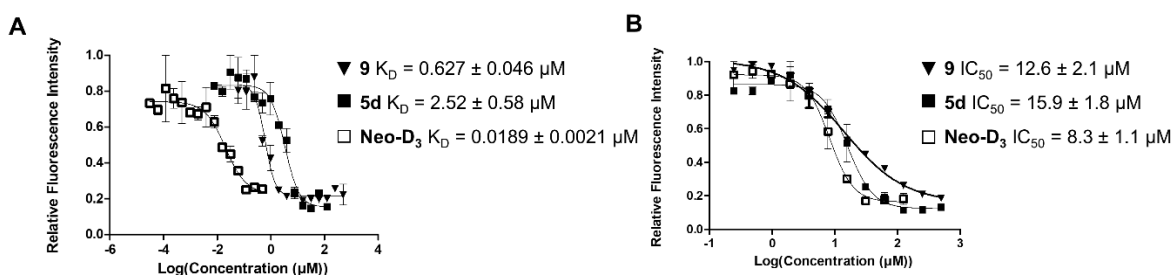 A
Relative Fluorescence Intensity
1.0
0.8
0.6
0.4
0.2
0.0
-6 -4 -2 0 2 4
Log(Concentration (µM))
▼ 9 K_D = 0.627 ± 0.046 µM
■ 5d K_D = 2.52 ± 0.58 µM
□ Neo-D₃ K_D = 0.0189 ± 0.0021 µM
B
Relative Fluorescence Intensity
1.0
0.8
0.6
0.4
0.2
0.0
-1 0 1 2 3
Log(Concentration (µM))
▼ 9 IC₅₀ = 12.6 ± 2.1 µM
■ 5d IC₅₀ = 15.9 ± 1.8 µM
□ Neo-D₃ IC₅₀ = 8.3 ± 1.1 µM